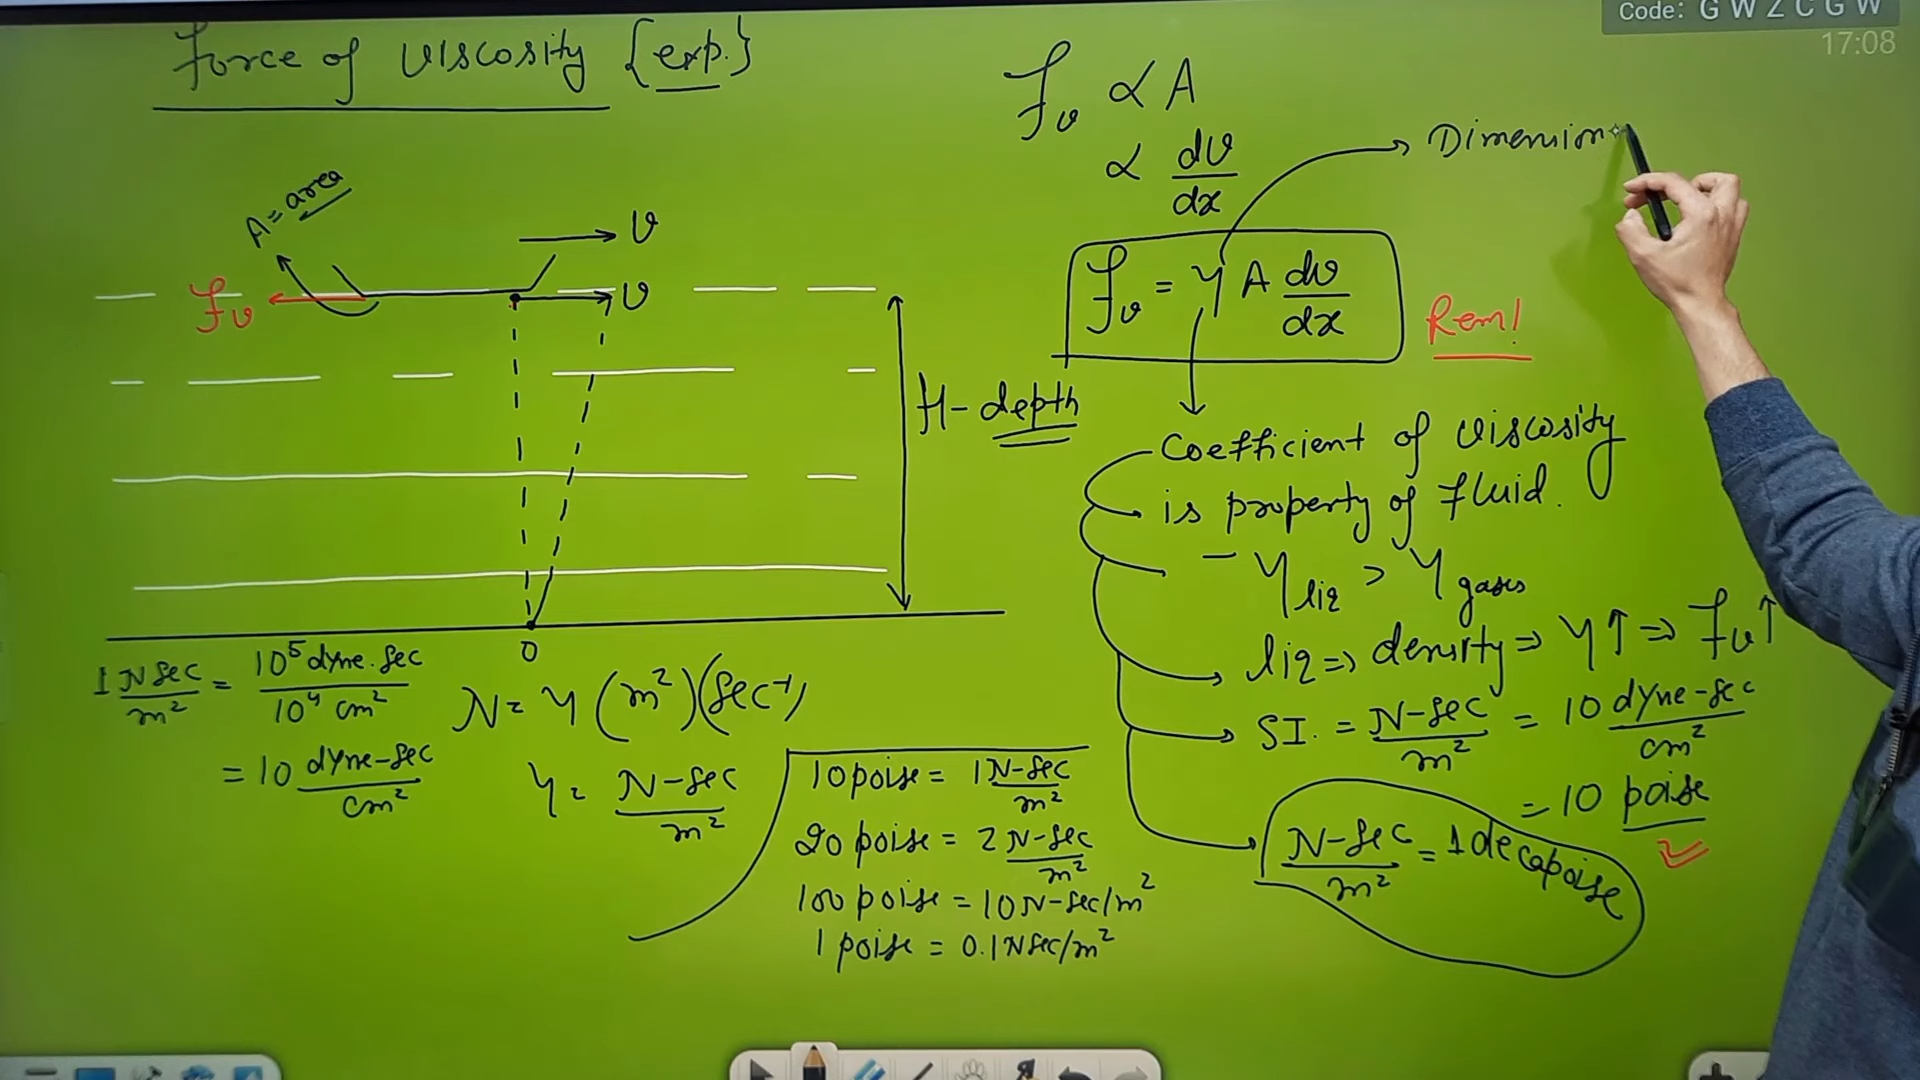 Code: G W Z C G W
17:08
Force of viscosity {exp.}
A = area
v
v
fv
H - depth
0
fv ∝ A
∝ dv/dx
Dimension
fv = η A dv/dx
Rem!
Coefficient of viscosity
is property of fluid.
- ηliq > ηgases
liq => density => η↑ => fv↑
SI. = N-sec/m² = 10 dyne-sec/cm²
= 10 poise
N-sec/m² = 1 decapoise
1 N sec/m² = 10⁵ dyne.sec/10⁴ cm²
= 10 dyne-sec/cm²
N = η (m²)(sec⁻¹)
η = N-sec/m²
10 poise = 1 N-sec/m²
20 poise = 2 N-sec/m²
100 poise = 10 N-sec/m²
1 poise = 0.1 N sec/m²